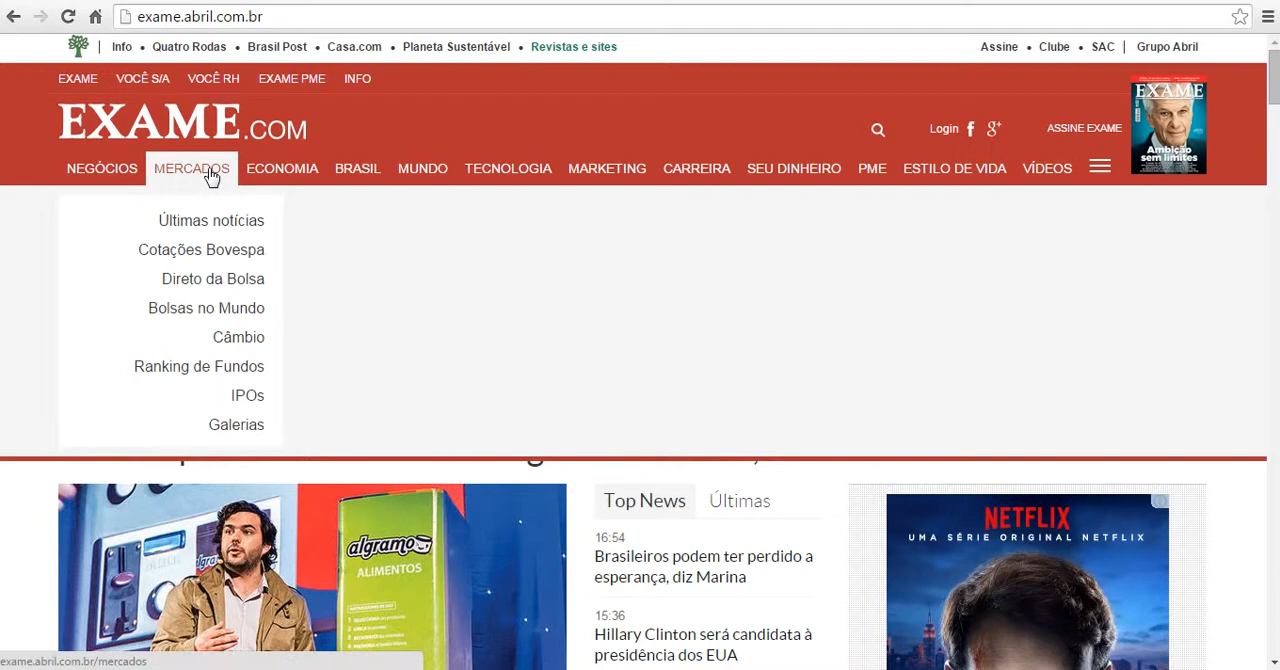 exame.abril.com.br
Info • Quatro Rodas • Brasil Post • Casa.com • Planeta Sustentável • Revistas e sites
Assine • Clube • SAC | Grupo Abril
EXAME VOCÊ S/A VOCÊ RH EXAME PME INFO
EXAME.COM
Login
ASSINE EXAME
EXAME
Ambição
sem limites
NEGÓCIOS MERCADOS ECONOMIA BRASIL MUNDO TECNOLOGIA MARKETING CARREIRA SEU DINHEIRO PME ESTILO DE VIDA VÍDEOS
Últimas notícias
Cotações Bovespa
Direto da Bolsa
Bolsas no Mundo
Câmbio
Ranking de Fundos
IPOs
Galerias
algramo
ALIMENTOS
Top News Últimas
16:54
Brasileiros podem ter perdido a
esperança, diz Marina
15:36
Hillary Clinton será candidata à
presidência dos EUA
NETFLIX
UMA SÉRIE ORIGINAL NETFLIX
exame.abril.com.br/mercados